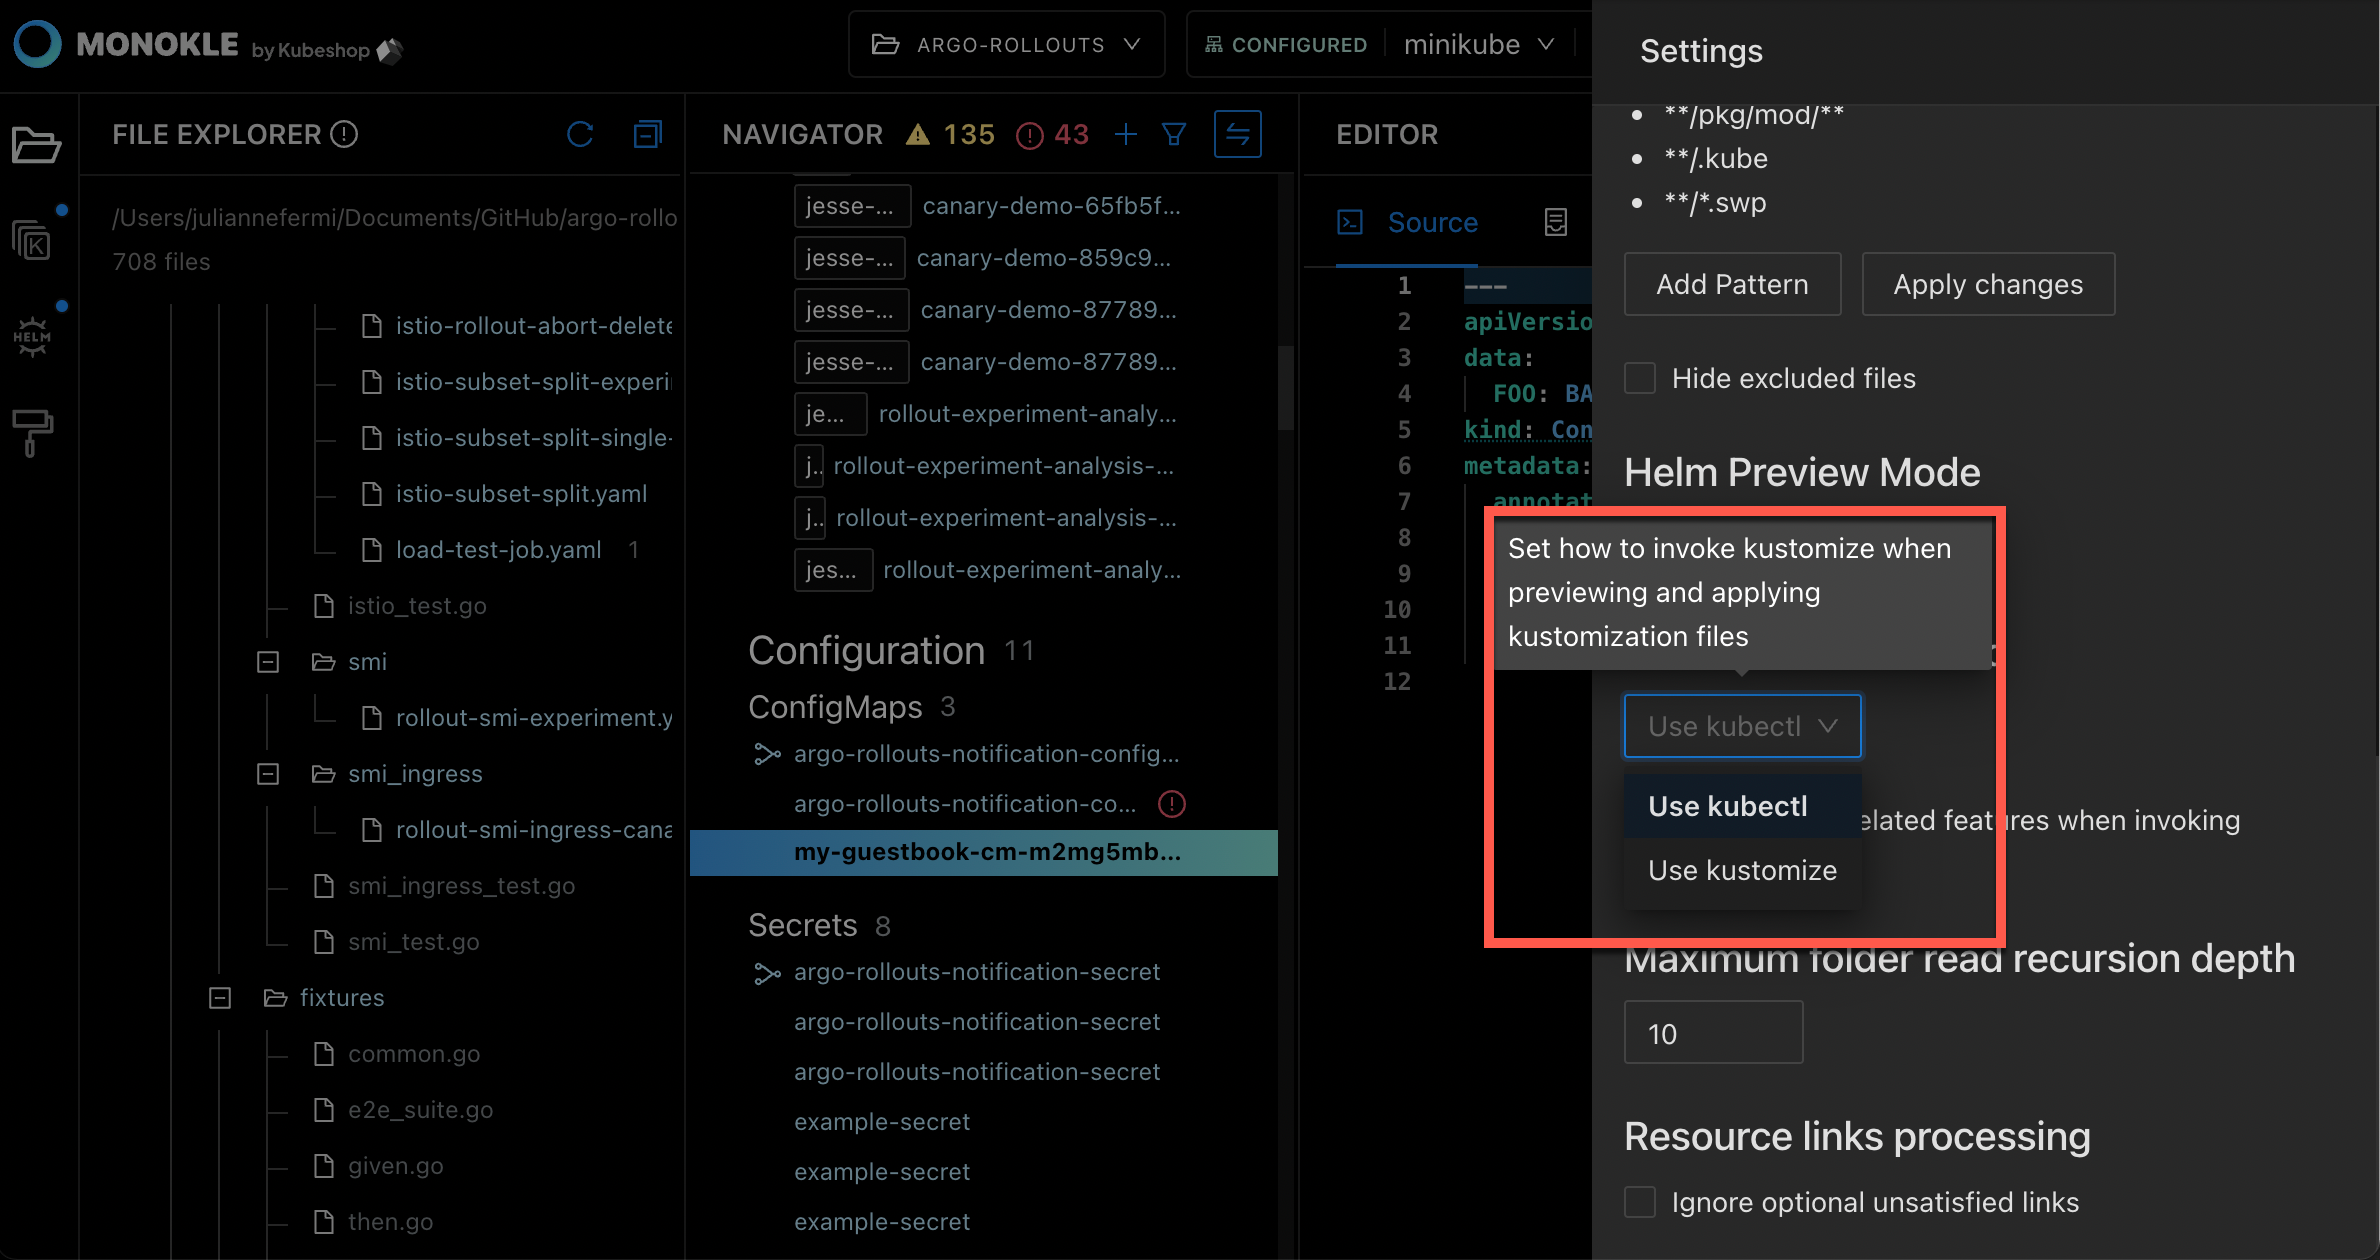 MONOKLE by Kubeshop
ARGO-ROLLOUTS
CONFIGURED
minikube
HELM
K
FILE EXPLORER
/Users/juliannefermi/Documents/GitHub/argo-rollo
708 files
istio-rollout-abort-delete
istio-subset-split-experi
istio-subset-split-single-
istio-subset-split.yaml
load-test-job.yaml 1
istio_test.go
smi
rollout-smi-experiment.y
smi_ingress
rollout-smi-ingress-cana
smi_ingress_test.go
smi_test.go
fixtures
common.go
e2e_suite.go
given.go
then.go
NAVIGATOR 135 43
jesse-... canary-demo-65fb5f...
jesse-... canary-demo-859c9...
jesse-... canary-demo-87789...
jesse-... canary-demo-87789...
je... rollout-experiment-analy...
j.. rollout-experiment-analysis-...
j.. rollout-experiment-analysis-...
jes... rollout-experiment-analy...
Configuration 11
ConfigMaps 3
argo-rollouts-notification-config...
argo-rollouts-notification-co...
my-guestbook-cm-m2mg5mb...
Secrets 8
argo-rollouts-notification-secret
argo-rollouts-notification-secret
argo-rollouts-notification-secret
example-secret
example-secret
example-secret
EDITOR
Source
1 ---
2 apiVersio
3 data:
4 FOO: BA
5 kind: Con
6 metadata:
7 annotat
8
9
10
11
12
Settings
**/pkg/mod/**
**/.kube
**/*.swp
Add Pattern
Apply changes
Hide excluded files
Helm Preview Mode
Set how to invoke kustomize when
previewing and applying
kustomization files
Use kubectl
Use kubectl
elated features when invoking
Use kustomize
Maximum folder read recursion depth
10
Resource links processing
Ignore optional unsatisfied links